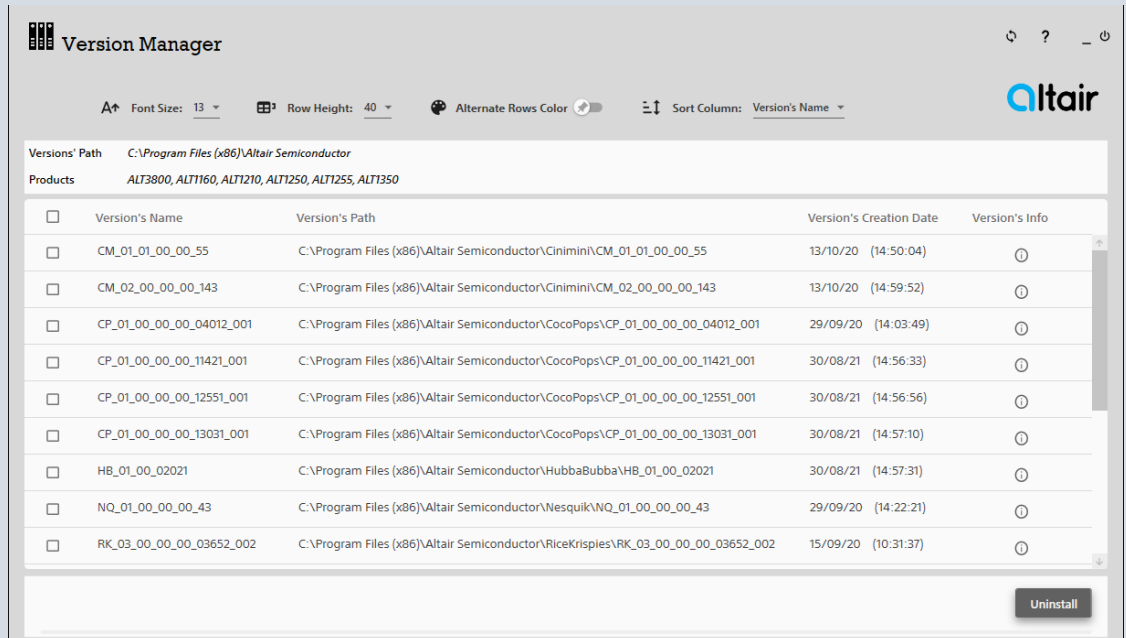 Version Manager
?
Font Size: 13 Row Height: 40 Alternate Rows Color Sort Column: Version's Name
altair
Versions' Path C:\Program Files (x86)\Altair Semiconductor
Products ALT3800, ALT1160, ALT1210, ALT1250, ALT1255, ALT1350
Version's Name Version's Path Version's Creation Date Version's Info
CM_01_01_00_00_55 C:\Program Files (x86)\Altair Semiconductor\Cinimini\CM_01_01_00_00_55 13/10/20 (14:50:04)
CM_02_00_00_00_143 C:\Program Files (x86)\Altair Semiconductor\Cinimini\CM_02_00_00_00_143 13/10/20 (14:59:52)
CP_01_00_00_00_04012_001 C:\Program Files (x86)\Altair Semiconductor\CocoPops\CP_01_00_00_00_04012_001 29/09/20 (14:03:49)
CP_01_00_00_00_11421_001 C:\Program Files (x86)\Altair Semiconductor\CocoPops\CP_01_00_00_00_11421_001 30/08/21 (14:56:33)
CP_01_00_00_00_12551_001 C:\Program Files (x86)\Altair Semiconductor\CocoPops\CP_01_00_00_00_12551_001 30/08/21 (14:56:56)
CP_01_00_00_00_13031_001 C:\Program Files (x86)\Altair Semiconductor\CocoPops\CP_01_00_00_00_13031_001 30/08/21 (14:57:10)
HB_01_00_02021 C:\Program Files (x86)\Altair Semiconductor\HubbaBubba\HB_01_00_02021 30/08/21 (14:57:31)
NQ_01_00_00_00_43 C:\Program Files (x86)\Altair Semiconductor\Nesquik\NQ_01_00_00_00_43 29/09/20 (14:22:21)
RK_03_00_00_00_03652_002 C:\Program Files (x86)\Altair Semiconductor\RiceKrispies\RK_03_00_00_00_03652_002 15/09/20 (10:31:37)
Uninstall